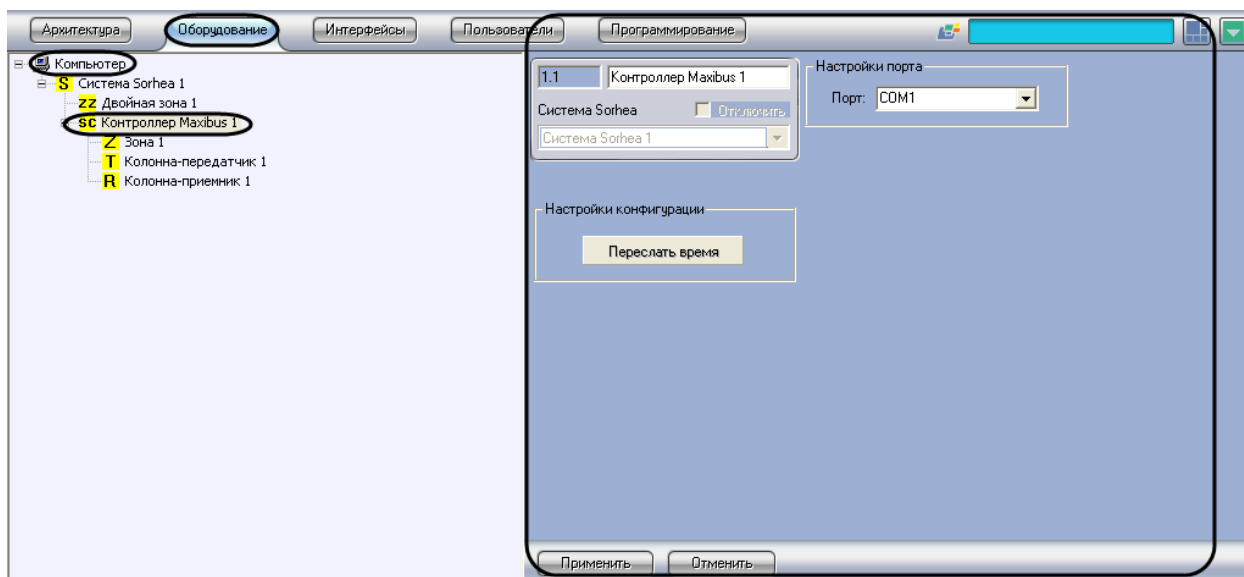 Архитектура
Оборудование
Интерфейсы
Пользователи
Программирование
Компьютер
S Система Sorhea 1
ZZ Двойная зона 1
SC Контроллер Maxibus 1
Z Зона 1
T Колонна-передатчик 1
R Колонна-приемник 1
1.1
Контроллер Maxibus 1
Система Sorhea
Отключить
Система Sorhea 1
Настройки порта
Порт: COM1
Настройки конфигурации
Переслать время
Применить
Отменить